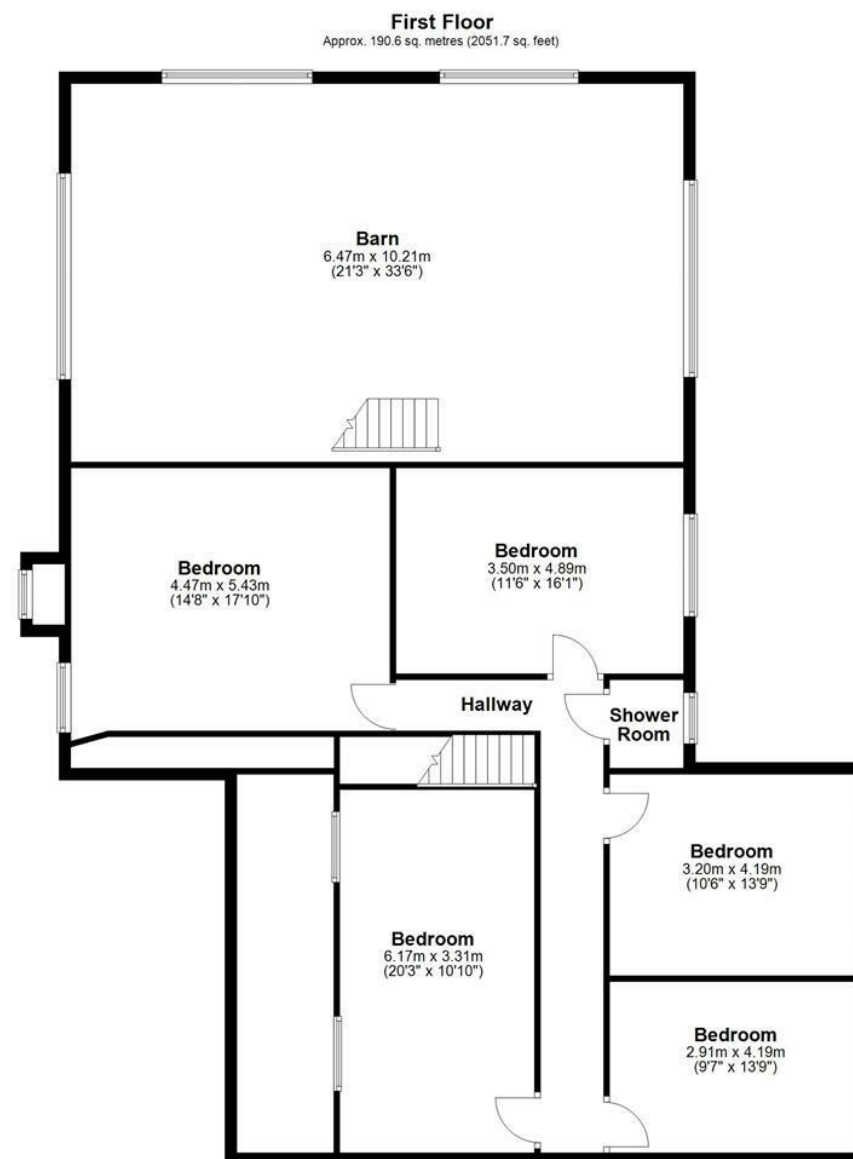 First Floor
Approx. 190.6 sq. metres (2051.7 sq. feet)
Barn
6.47m x 10.21m
(21'3" x 33'6")
Bedroom
4.47m x 5.43m
(14'8" x 17'10")
Bedroom
3.50m x 4.89m
(11'6" x 16'1")
Hallway
Shower
Room
Bedroom
3.20m x 4.19m
(10'6" x 13'9")
Bedroom
6.17m x 3.31m
(20'3" x 10'10")
Bedroom
2.91m x 4.19m
(9'7" x 13'9")